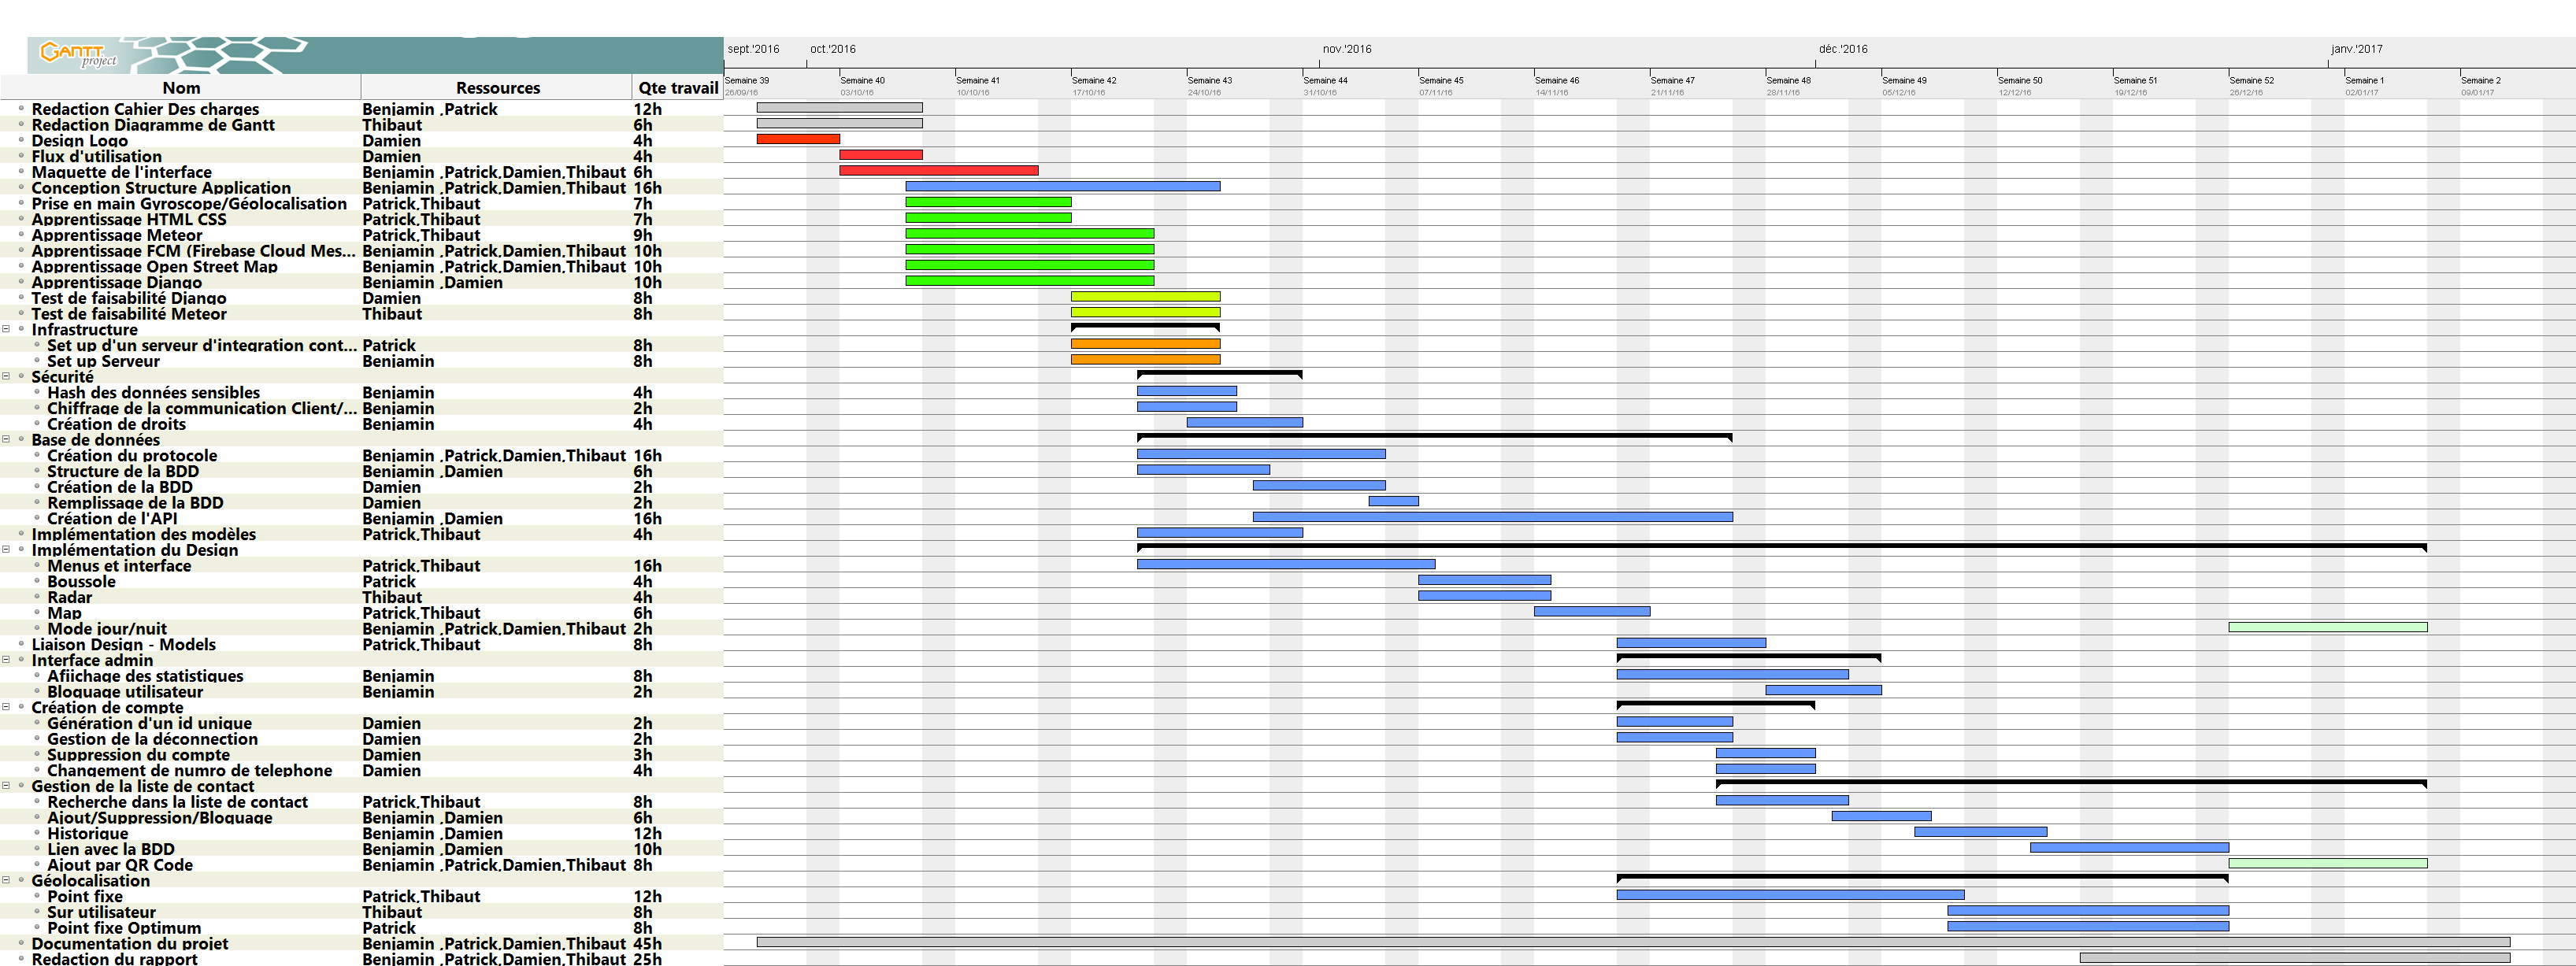 GANTT project
sept.'2016 oct.'2016 nov.'2016 déc.'2016 janv.'2017
Nom Ressources Qte travail
Semaine 39 Semaine 40 Semaine 41 Semaine 42 Semaine 43 Semaine 44 Semaine 45 Semaine 46 Semaine 47 Semaine 48 Semaine 49 Semaine 50 Semaine 51 Semaine 52 Semaine 1 Semaine 2
26/09/16 03/10/16 10/10/16 17/10/16 24/10/16 31/10/16 07/11/16 14/11/16 21/11/16 28/11/16 05/12/16 12/12/16 19/12/16 26/12/16 02/01/17 09/01/17
Redaction Cahier Des charges Benjamin ,Patrick 12h
Redaction Diagramme de Gantt Thibaut 6h
Design Logo Damien 4h
Flux d'utilisation Damien 4h
Maquette de l'interface Benjamin ,Patrick,Damien,Thibaut 6h
Conception Structure Application Benjamin ,Patrick,Damien,Thibaut 16h
Prise en main Gyroscope/Géolocalisation Patrick,Thibaut 7h
Apprentissage HTML CSS Patrick,Thibaut 7h
Apprentissage Meteor Patrick,Thibaut 9h
Apprentissage FCM (Firebase Cloud Mes... Benjamin ,Patrick,Damien,Thibaut 10h
Apprentissage Open Street Map Benjamin ,Patrick,Damien,Thibaut 10h
Apprentissage Django Benjamin ,Damien 10h
Test de faisabilité Django Damien 8h
Test de faisabilité Meteor Thibaut 8h
Infrastructure
Set up d'un serveur d'integration cont... Patrick 8h
Set up Serveur Benjamin 8h
Sécurité
Hash des données sensibles Benjamin 4h
Chiffrage de la communication Client/... Benjamin 2h
Création de droits Benjamin 4h
Base de données
Création du protocole Benjamin ,Patrick,Damien,Thibaut 16h
Structure de la BDD Benjamin ,Damien 6h
Création de la BDD Damien 2h
Remplissage de la BDD Damien 2h
Création de l'API Benjamin ,Damien 16h
Implémentation des modèles Patrick,Thibaut 4h
Implémentation du Design
Menus et interface Patrick,Thibaut 16h
Boussole Patrick 4h
Radar Thibaut 4h
Map Patrick,Thibaut 6h
Mode jour/nuit Benjamin ,Patrick,Damien,Thibaut 2h
Liaison Design - Models Patrick,Thibaut 8h
Interface admin
Afiichage des statistiques Benjamin 8h
Bloquage utilisateur Benjamin 2h
Création de compte
Génération d'un id unique Damien 2h
Gestion de la déconnection Damien 2h
Suppression du compte Damien 3h
Changement de numro de telephone Damien 4h
Gestion de la liste de contact
Recherche dans la liste de contact Patrick,Thibaut 8h
Ajout/Suppression/Bloquage Benjamin ,Damien 6h
Historique Benjamin ,Damien 12h
Lien avec la BDD Benjamin ,Damien 10h
Ajout par QR Code Benjamin ,Patrick,Damien,Thibaut 8h
Géolocalisation
Point fixe Patrick,Thibaut 12h
Sur utilisateur Thibaut 8h
Point fixe Optimum Patrick 8h
Documentation du projet Benjamin ,Patrick,Damien,Thibaut 45h
Redaction du rapport Benjamin ,Patrick,Damien,Thibaut 25h